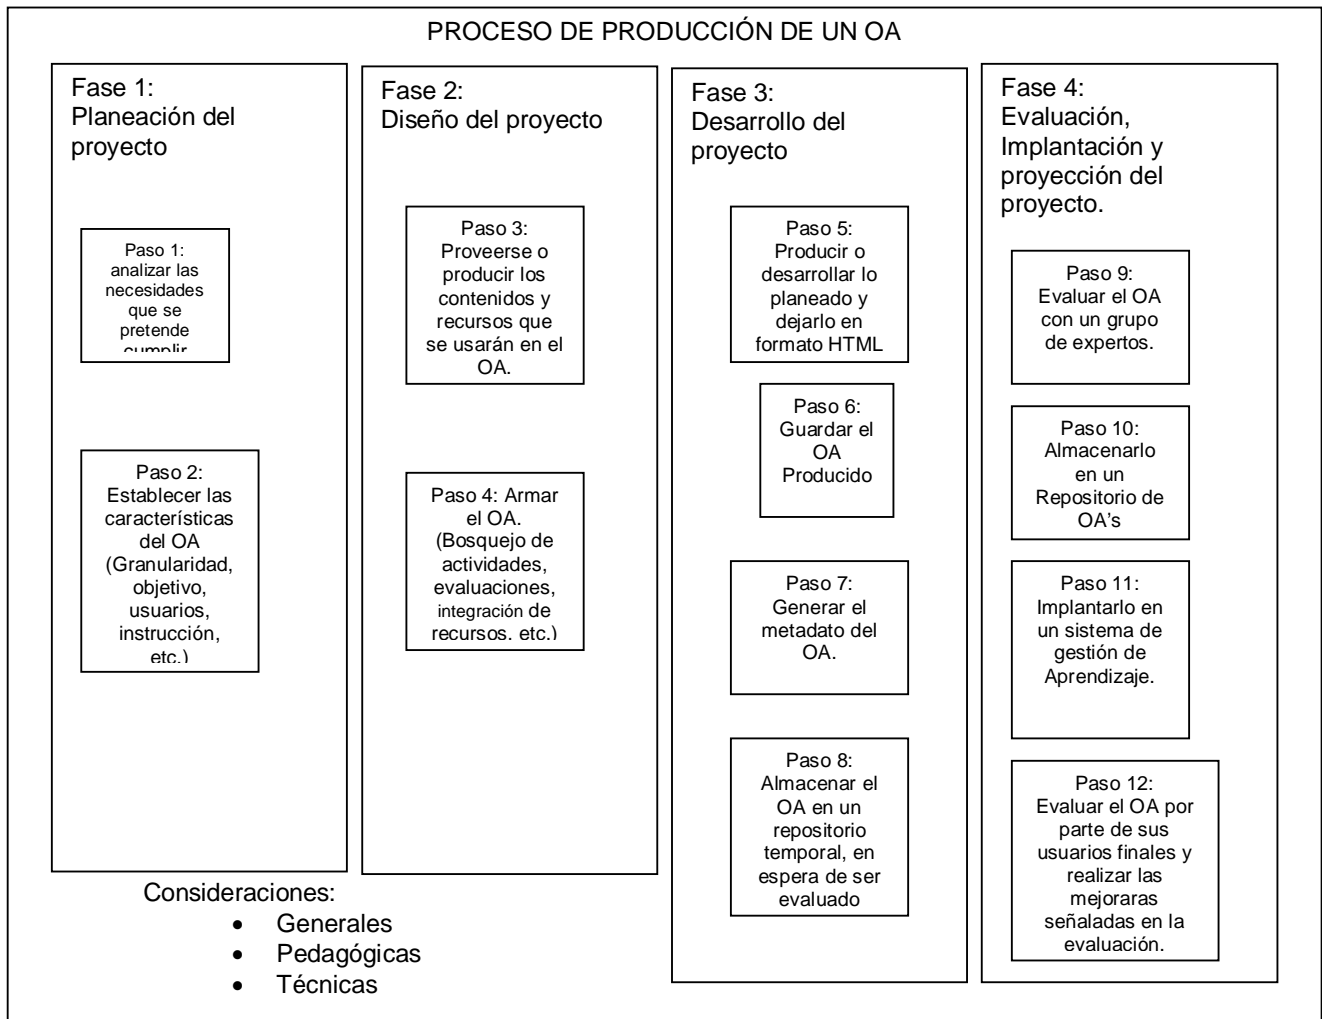 PROCESO DE PRODUCCIÓN DE UN OA
Fase 1:
Planeación del
proyecto
Paso 1:
analizar las
necesidades
que se
pretende
cumplir
Paso 2:
Establecer las
características
del OA
(Granularidad,
objetivo,
usuarios,
instrucción,
etc.)
Fase 2:
Diseño del proyecto
Paso 3:
Proveerse o
producir los
contenidos y
recursos que
se usarán en el
OA.
Paso 4: Armar
el OA.
(Bosquejo de
actividades,
evaluaciones,
integración de
recursos, etc.)
Fase 3:
Desarrollo del
proyecto
Paso 5:
Producir o
desarrollar lo
planeado y
dejarlo en
formato HTML
Paso 6:
Guardar el
OA
Producido
Paso 7:
Generar el
metadato del
OA.
Paso 8:
Almacenar el
OA en un
repositorio
temporal, en
espera de ser
evaluado
Fase 4:
Evaluación,
Implantación y
proyección del
proyecto.
Paso 9:
Evaluar el OA
con un grupo
de expertos.
Paso 10:
Almacenarlo
en un
Repositorio de
OA's
Paso 11:
Implantarlo en
un sistema de
gestión de
Aprendizaje.
Paso 12:
Evaluar el OA por
parte de sus
usuarios finales y
realizar las
mejoraras
señaladas en la
evaluación.
Consideraciones:
• Generales
• Pedagógicas
• Técnicas